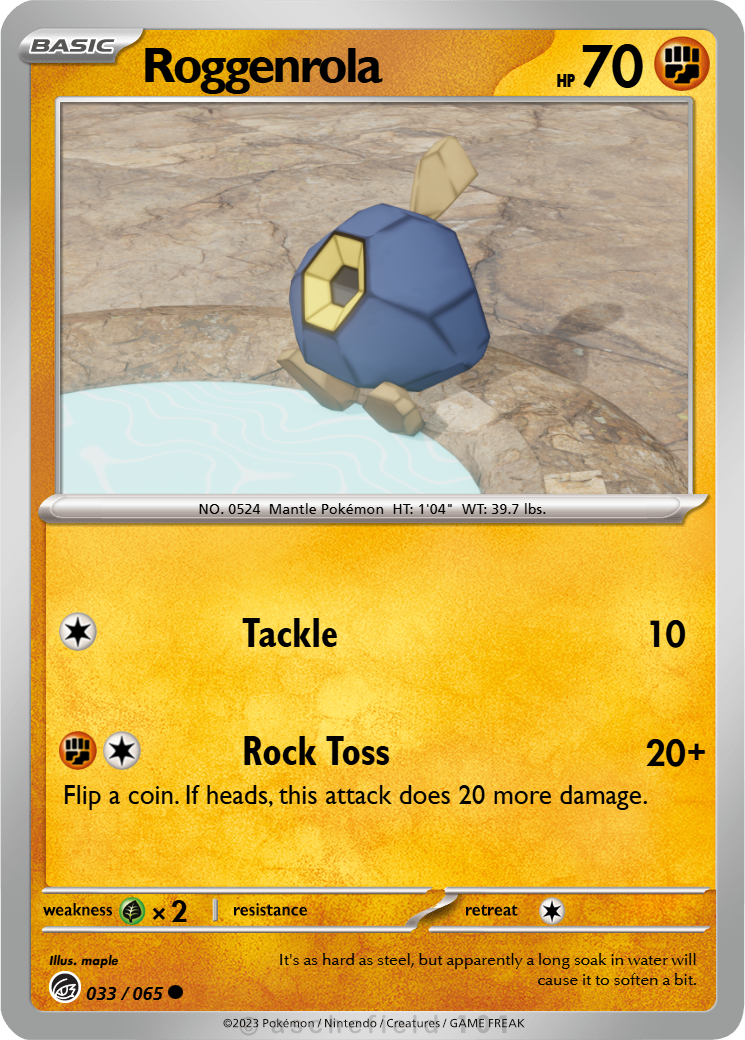 BASIC
Roggenrola
HP 70
NO. 0524 Mantle Pokémon HT: 1'04" WT: 39.7 lbs.
Tackle 10
Rock Toss 20+
Flip a coin. If heads, this attack does 20 more damage.
weakness × 2 resistance retreat
Illus. maple
It's as hard as steel, but apparently a long soak in water will
cause it to soften a bit.
033 / 065
©2023 Pokémon / Nintendo / Creatures / GAME FREAK